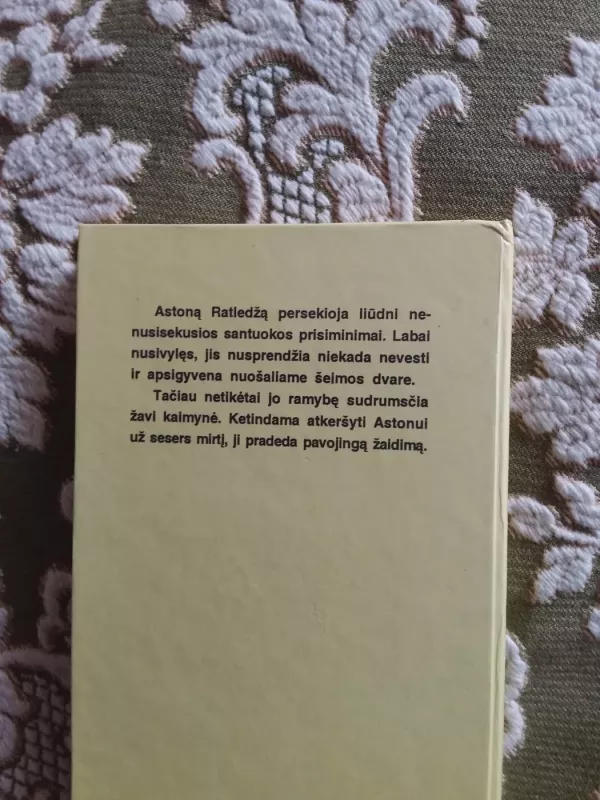 Astoną Ratledžą persekioja liūdni ne-
nusisekusios santuokos prisiminimai. Labai
nusivylęs, jis nusprendžia niekada nevesti
ir apsigyvena nuošaliame šeimos dvare.
Tačiau netikėtai jo ramybę sudrumsčia
žavi kaimynė. Ketindama atkeršyti Astonui
už sesers mirtį, ji pradeda pavojingą žaidimą.